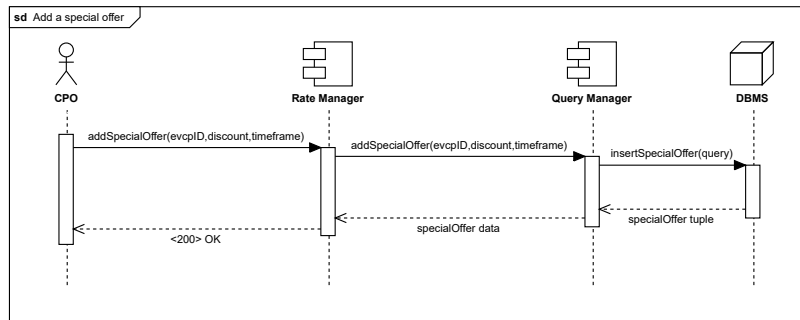 sd Add a special offer
CPO
Rate Manager
Query Manager
DBMS
addSpecialOffer(evcpID,discount,timeframe)
addSpecialOffer(evcpID,discount,timeframe)
insertSpecialOffer(query)
specialOffer tuple
specialOffer data
<200> OK